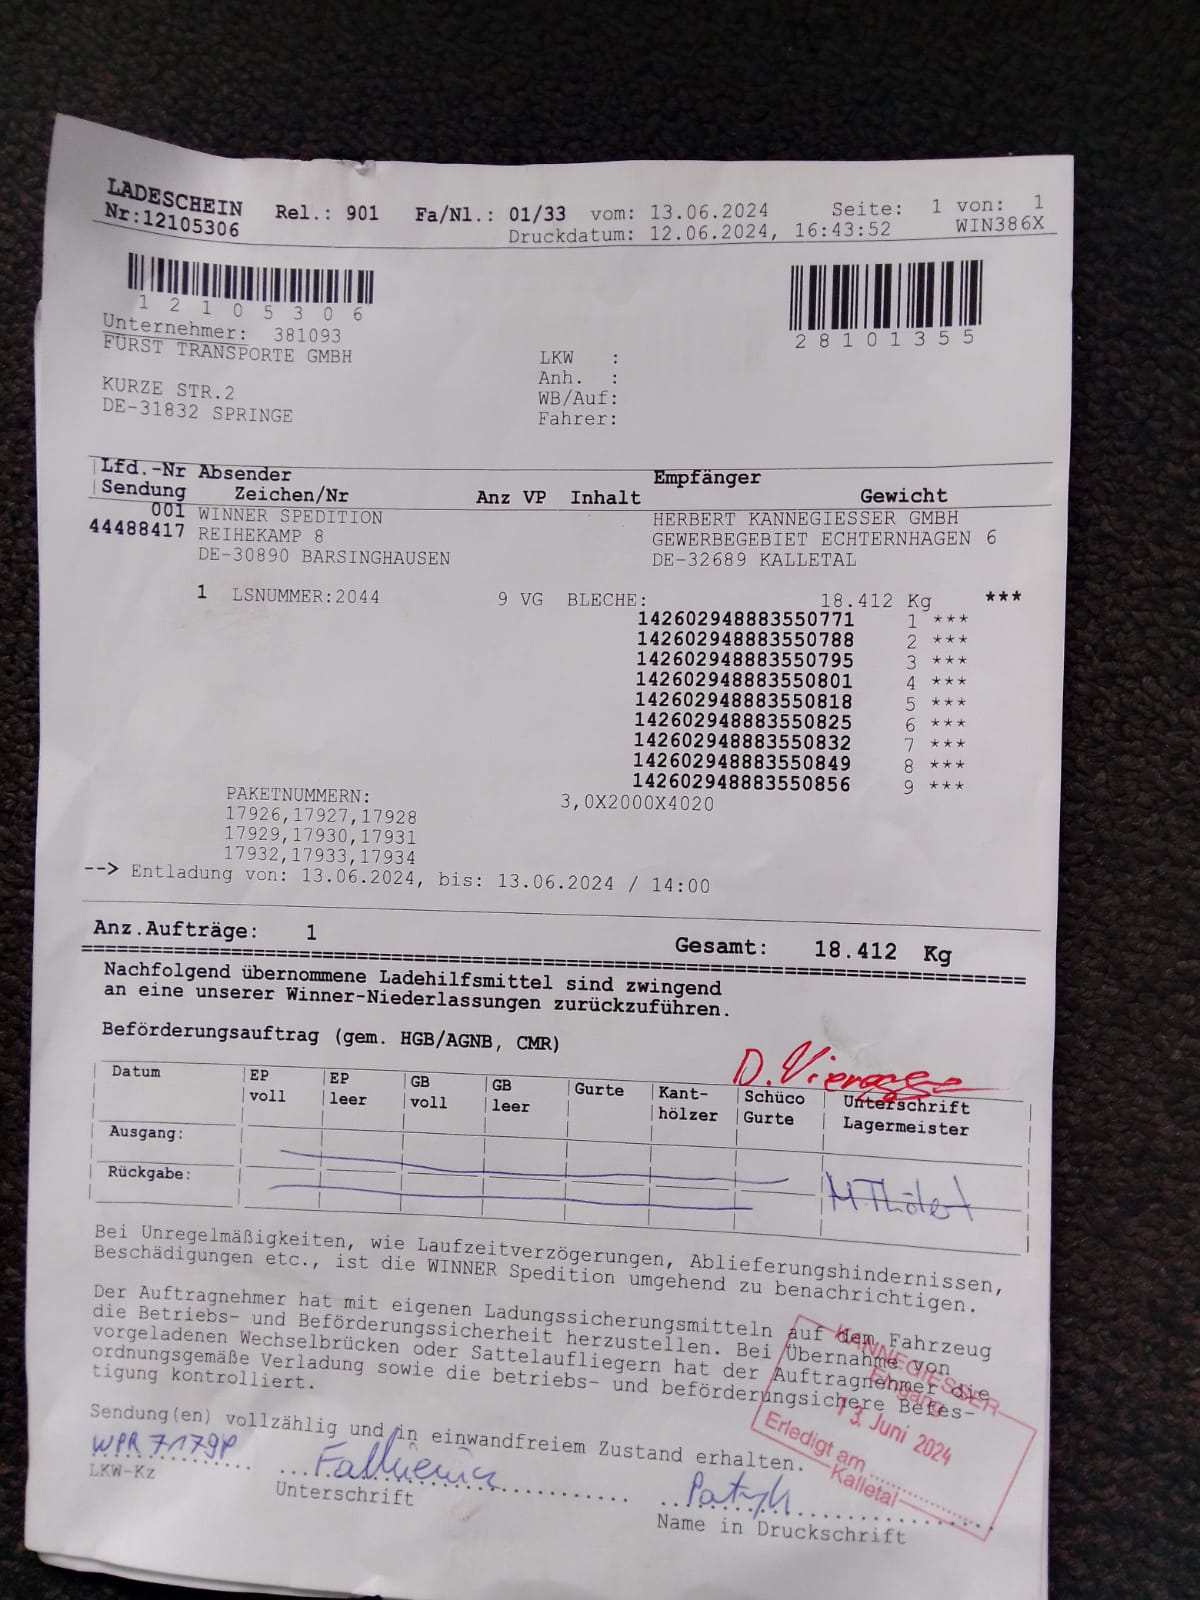 LADESCHEIN Rel.: 901 Fa/Nl.: 01/33 vom: 13.06.2024 Seite: 1 von: 1
Nr:12105306 Druckdatum: 12.06.2024, 16:43:52 WIN386X
12105306
28101355
Unternehmer: 381093
FÜRST TRANSPORTE GMBH
KURZE STR.2
DE-31832 SPRINGE
LKW :
Anh. :
WB/Auf:
Fahrer:
Lfd.-Nr Absender Empfänger
Sendung Zeichen/Nr Anz VP Inhalt Gewicht
001 WINNER SPEDITION HERBERT KANNEGIESSER GMBH
44488417 REIHEKAMP 8 GEWERBEGEBIET ECHTERNHAGEN 6
DE-30890 BARSINGHAUSEN DE-32689 KALLETAL
1 LSNUMMER:2044 9 VG BLECHE: 18.412 Kg ***
142602948883550771 1 ***
142602948883550788 2 ***
142602948883550795 3 ***
142602948883550801 4 ***
142602948883550818 5 ***
142602948883550825 6 ***
142602948883550832 7 ***
142602948883550849 8 ***
142602948883550856 9 ***
PAKETNUMMERN: 3,0X2000X4020
17926,17927,17928
17929,17930,17931
17932,17933,17934
--> Entladung von: 13.06.2024, bis: 13.06.2024 / 14:00
Anz.Aufträge: 1 Gesamt: 18.412 Kg
Nachfolgend übernommene Ladehilfsmittel sind zwingend
an eine unserer Winner-Niederlassungen zurückzuführen.
Beförderungsauftrag (gem. HGB/AGNB, CMR)
Datum EP voll EP leer GB voll GB leer Gurte Kant-hölzer Schüco Gurte Unterschrift Lagermeister
Ausgang:
Rückgabe:
Bei Unregelmäßigkeiten, wie Laufzeitverzögerungen, Ablieferungshindernissen,
Beschädigungen etc., ist die WINNER Spedition umgehend zu benachrichtigen.
Der Auftragnehmer hat mit eigenen Ladungssicherungsmitteln auf dem Fahrzeug
die Betriebs- und Beförderungssicherheit herzustellen. Bei Übernahme von
vorgeladenen Wechselbrücken oder Sattelaufliegern hat der Auftragnehmer die
ordnungsgemäße Verladung sowie die betriebs- und beförderungsichere Befes-
tigung kontrolliert.
KANNEGIESSER
Eingang
13. Juni 2024
Erledigt am
Kalletal
Sendung(en) vollzählig und in einwandfreiem Zustand erhalten.
WPR 7179P
LKW-Kz Unterschrift Name in Druckschrift